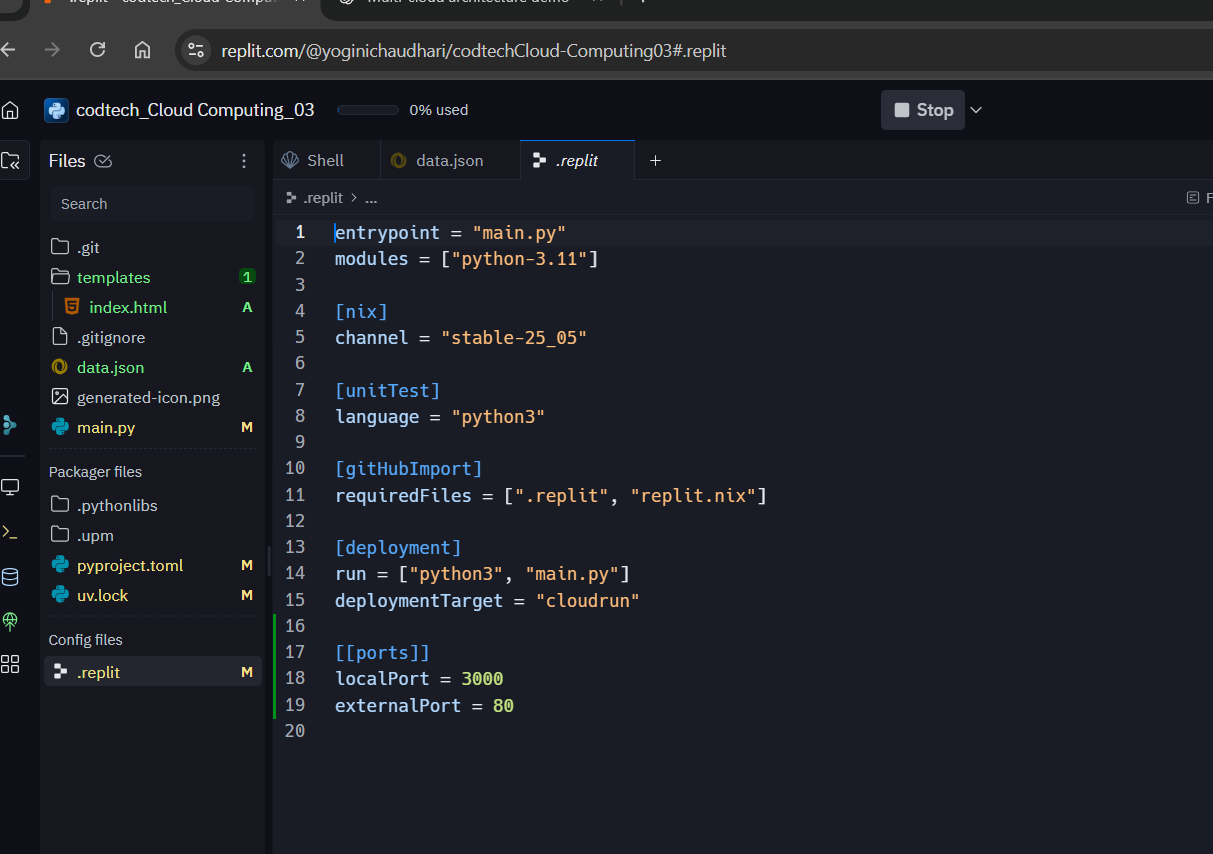 .replit - codtech_Cloud Computa
Multi-cloud architecture demo
replit.com/@yoginichaudhari/codtechCloud-Computing03#.replit
codtech_Cloud Computing_03
0% used
Stop
Files
Shell
data.json
.replit
Search
.replit > ...
F
.git
templates 1
index.html A
.gitignore
data.json A
generated-icon.png
main.py M
Packager files
.pythonlibs
.upm
pyproject.toml M
uv.lock M
Config files
.replit M
1 entrypoint = "main.py"
2 modules = ["python-3.11"]
3
4 [nix]
5 channel = "stable-25_05"
6
7 [unitTest]
8 language = "python3"
9
10 [gitHubImport]
11 requiredFiles = [".replit", "replit.nix"]
12
13 [deployment]
14 run = ["python3", "main.py"]
15 deploymentTarget = "cloudrun"
16
17 [[ports]]
18 localPort = 3000
19 externalPort = 80
20